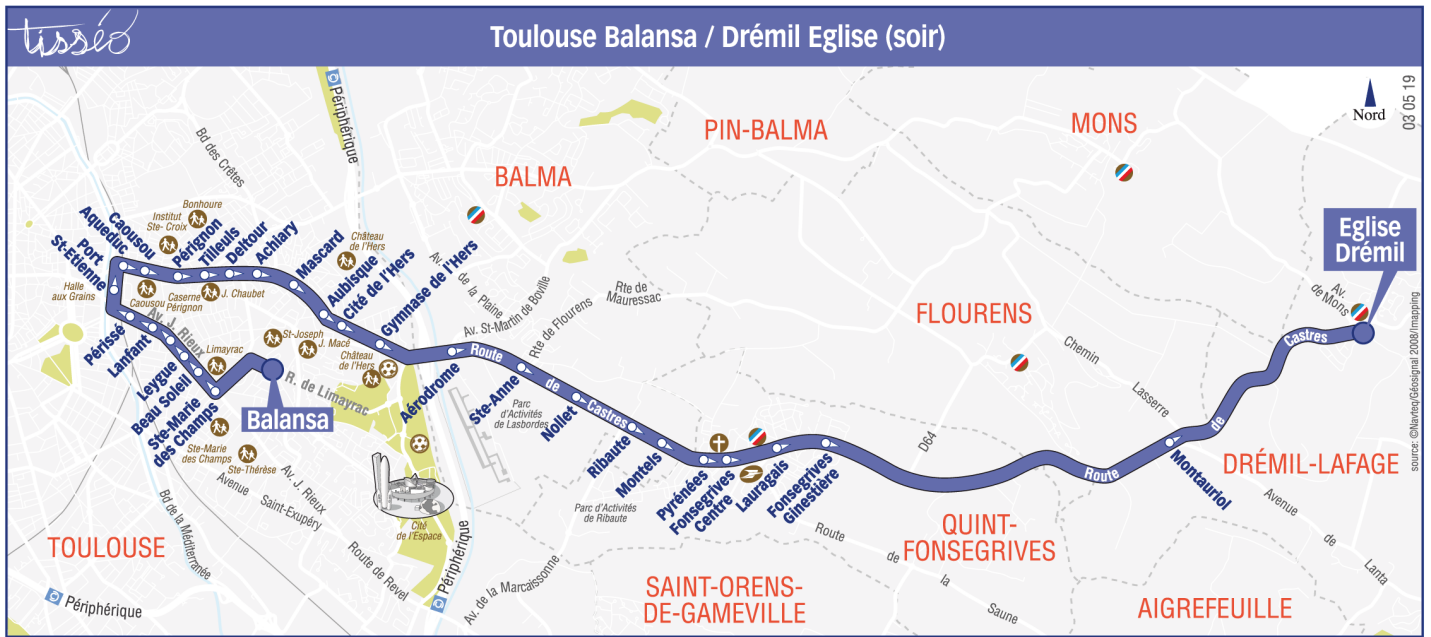 tisséo
Toulouse Balansa / Drémil Eglise (soir)
Nord
03 05 19
Périphérique
PIN-BALMA
MONS
BALMA
Bd des Crêtes
Bonhoure
Institut
Ste- Croix
Château
de l'Hers
St-Etienne
Port
Aqueduc
Caousou
Pérignon
Tilleuls
Deltour
Achiary
Mascard
Aubisque
Cité de l'Hers
Gymnase de l'Hers
Av.
de la Plaine
Av. St-Martin de Boville
Rte de Flourens
Rte de
Mauressac
FLOURENS
Eglise
Drémil
Av.
de Mons
Halle
aux Grains
Caousou
Caserne
Pérignon
J. Chaubet
Av. J. Rieux
St-Joseph
J. Macé
Limayrac
Château
de l'Hers
R. de Limayrac
Périssé
Lanfant
Leygue
Beau Soleil
Ste-Marie
des Champs
Balansa
Aérodrome
Ste-Anne
Nollet
Ribaute
Montels
Pyrénées
Fonsegrives
Centre
Lauragais
Fonsegrives
Ginestière
Montauriol
Route
de
Castres
Route
de
Castres
Parc
d'Activités
de Lasbordes
Chemin
Lasserre
D64
DRÉMIL-LAFAGE
Ste-Marie
des Champs
Ste-Thérèse
Avenue
Saint-Exupéry
Av. J. Rieux
Bd de la Méditerranée
Route de Revel
Cité
de l'Espace
Périphérique
Av. de la Marcaissonne
Parc d'Activités
de Ribaute
TOULOUSE
Périphérique
SAINT-ORENS-
DE-GAMEVILLE
QUINT-
FONSEGRIVES
Route
de
la
Saune
AIGREFEUILLE
Avenue
de
Lanta
source: ©Navteq/Géosignal 2008/Imapping